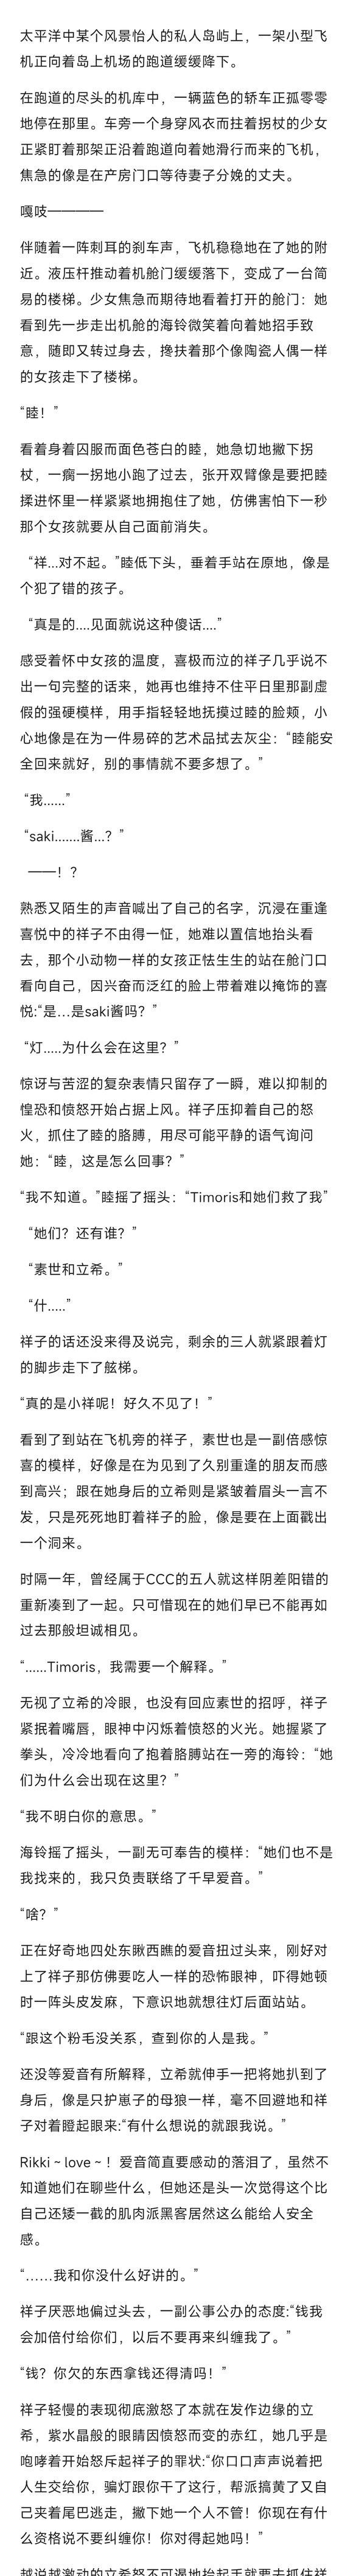 太平洋中某个风景怡人的私人岛屿上，一架小型飞
机正向着岛上机场的跑道缓缓降下。
在跑道的尽头的机库中，一辆蓝色的轿车正孤零零
地停在那里。车旁一个身穿风衣而拄着拐杖的少女
正紧盯着那架正沿着跑道向着她滑行而来的飞机，
焦急的像是在产房门口等待妻子分娩的丈夫。
嘎吱————
伴随着一阵刺耳的刹车声，飞机稳稳地在了她的附
近。液压杆推动着机舱门缓缓落下，变成了一台简
易的楼梯。少女焦急而期待地看着打开的舱门：她
看到先一步走出机舱的海铃微笑着向着她招手致
意，随即又转过身去，搀扶着那个像陶瓷人偶一样
的女孩走下了楼梯。
“睦！”
看着身着囚服而面色苍白的睦，她急切地撇下拐
杖，一瘸一拐地小跑了过去，张开双臂像是要把睦
揉进怀里一样紧紧地拥抱住了她，仿佛害怕下一秒
那个女孩就要从自己面前消失。
“祥...对不起。”睦低下头，垂着手站在原地，像是
个犯了错的孩子。
“真是的....见面就说这种傻话....”
感受着怀中女孩的温度，喜极而泣的祥子几乎说不
出一句完整的话来，她再也维持不住平日里那副虚
假的强硬模样，用手指轻轻地抚摸过睦的脸颊，小
心地像是在为一件易碎的艺术品拭去灰尘：“睦能安
全回来就好，别的事情就不要多想了。”
“我......”
“saki.......酱...？”
——！？
熟悉又陌生的声音喊出了自己的名字，沉浸在重逢
喜悦中的祥子不由得一怔，她难以置信地抬头看
去，那个小动物一样的女孩正怯生生的站在舱门口
看向自己，因兴奋而泛红的脸上带着难以掩饰的喜
悦:“是…是saki酱吗？”
“灯.....为什么会在这里？”
惊讶与苦涩的复杂表情只留存了一瞬，难以抑制的
惶恐和愤怒开始占据上风。祥子压抑着自己的怒
火，抓住了睦的胳膊，用尽可能平静的语气询问
她：“睦，这是怎么回事？”
“我不知道。”睦摇了摇头：“Timoris和她们救了我”
“她们？还有谁？”
“素世和立希。”
“什.....”
祥子的话还没来得及说完，剩余的三人就紧跟着灯
的脚步走下了舷梯。
“真的是小祥呢！好久不见了！”
看到了到站在飞机旁的祥子，素世也是一副倍感惊
喜的模样，好像是在为见到了久别重逢的朋友而感
到高兴；跟在她身后的立希则是紧皱着眉头一言不
发，只是死死地盯着祥子的脸，像是要在上面戳出
一个洞来。
时隔一年，曾经属于CCC的五人就这样阴差阳错的
重新凑到了一起。只可惜现在的她们早已不能再如
过去那般坦诚相见。
“......Timoris，我需要一个解释。”
无视了立希的冷眼，也没有回应素世的招呼，祥子
紧抿着嘴唇，眼神中闪烁着愤怒的火光。她握紧了
拳头，冷冷地看向了抱着胳膊站在一旁的海铃：“她
们为什么会出现在这里？”
“我不明白你的意思。”
海铃摇了摇头，一副无可奉告的模样：“她们也不是
我找来的，我只负责联络了千早爱音。”
“啥？”
正在好奇地四处东瞅西瞧的爱音扭过头来，刚好对
上了祥子那仿佛要吃人一样的恐怖眼神，吓得她顿
时一阵头皮发麻，下意识地就想往灯后面站站。
“跟这个粉毛没关系，查到你的人是我。”
还没等爱音有所解释，立希就伸手一把将她扒到了
身后，像是只护崽子的母狼一样，毫不回避地和祥
子对着瞪起眼来:“有什么想说的就跟我说。”
Rikki～love～！爱音简直要感动的落泪了，虽然不
知道她们在聊些什么，但她还是头一次觉得这个比
自己还矮一截的肌肉派黑客居然这么能给人安全
感。
“……我和你没什么好讲的。”
祥子厌恶地偏过头去，一副公事公办的态度:“钱我
会加倍付给你们，以后不要再来纠缠我了。”
“钱？你欠的东西拿钱还得清吗！”
祥子轻慢的表现彻底激怒了本就在发作边缘的立
希，紫水晶般的眼睛因愤怒而变的赤红，她几乎是
咆哮着开始怒斥起祥子的罪状:“你口口声声说着把
人生交给你，骗灯跟你干了这行，帮派搞黄了又自
己夹着尾巴逃走，撇下她一个人不管！你现在有什
么资格说不要纠缠你！你对得起她吗！”